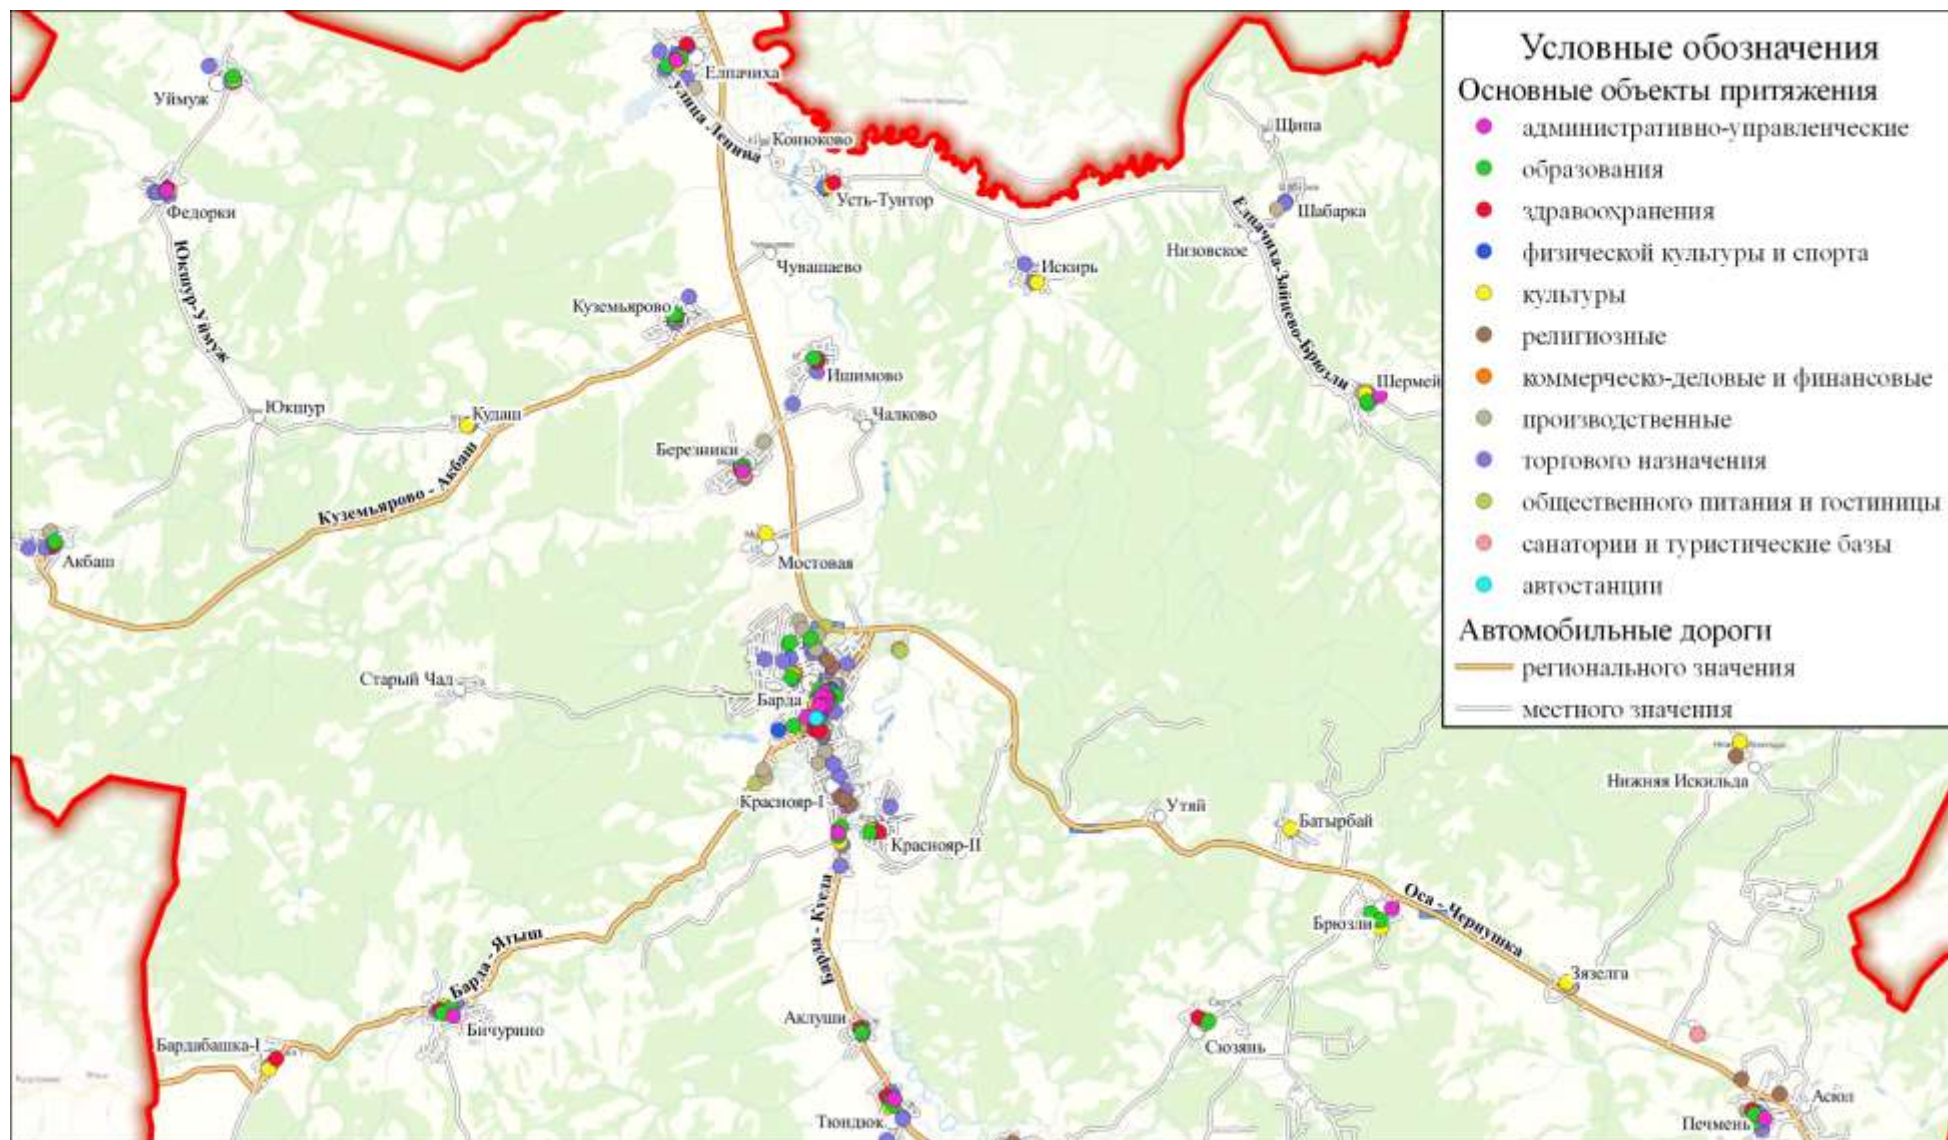 Условные обозначения
Основные объекты притяжения
административно-управленческие
образования
здравоохранения
физической культуры и спорта
культуры
религиозные
коммерческо-деловые и финансовые
производственные
торгового назначения
общественного питания и гостиницы
санатории и туристические базы
автостанции
Автомобильные дороги
регионального значения
местного значения
Елпачиха
Уймуж
улица Ленина
Конюково
Щипа
Усть-Тунтор
Федорки
Шабарка
Низовское
Елпачиха-Зайцево-Брюзли
Искирь
Чувашаево
Юкшур-Уймуж
Куземьярово
Ишимово
Шермей
Юкшур
Кудаш
Чалково
Березники
Куземьярово - Акбаш
Акбаш
Мостовая
Старый Чад
Барда
Нижняя Искильда
Краснояр-I
Утяй
Батырбай
Краснояр-II
Барда - Куеда
Оса - Чернушка
Брюзли
Барда - Ятыш
Зязелга
Аклуши
Бичурино
Бардабашка-I
Сюзянь
Асюл
Тюндюк
Печмень